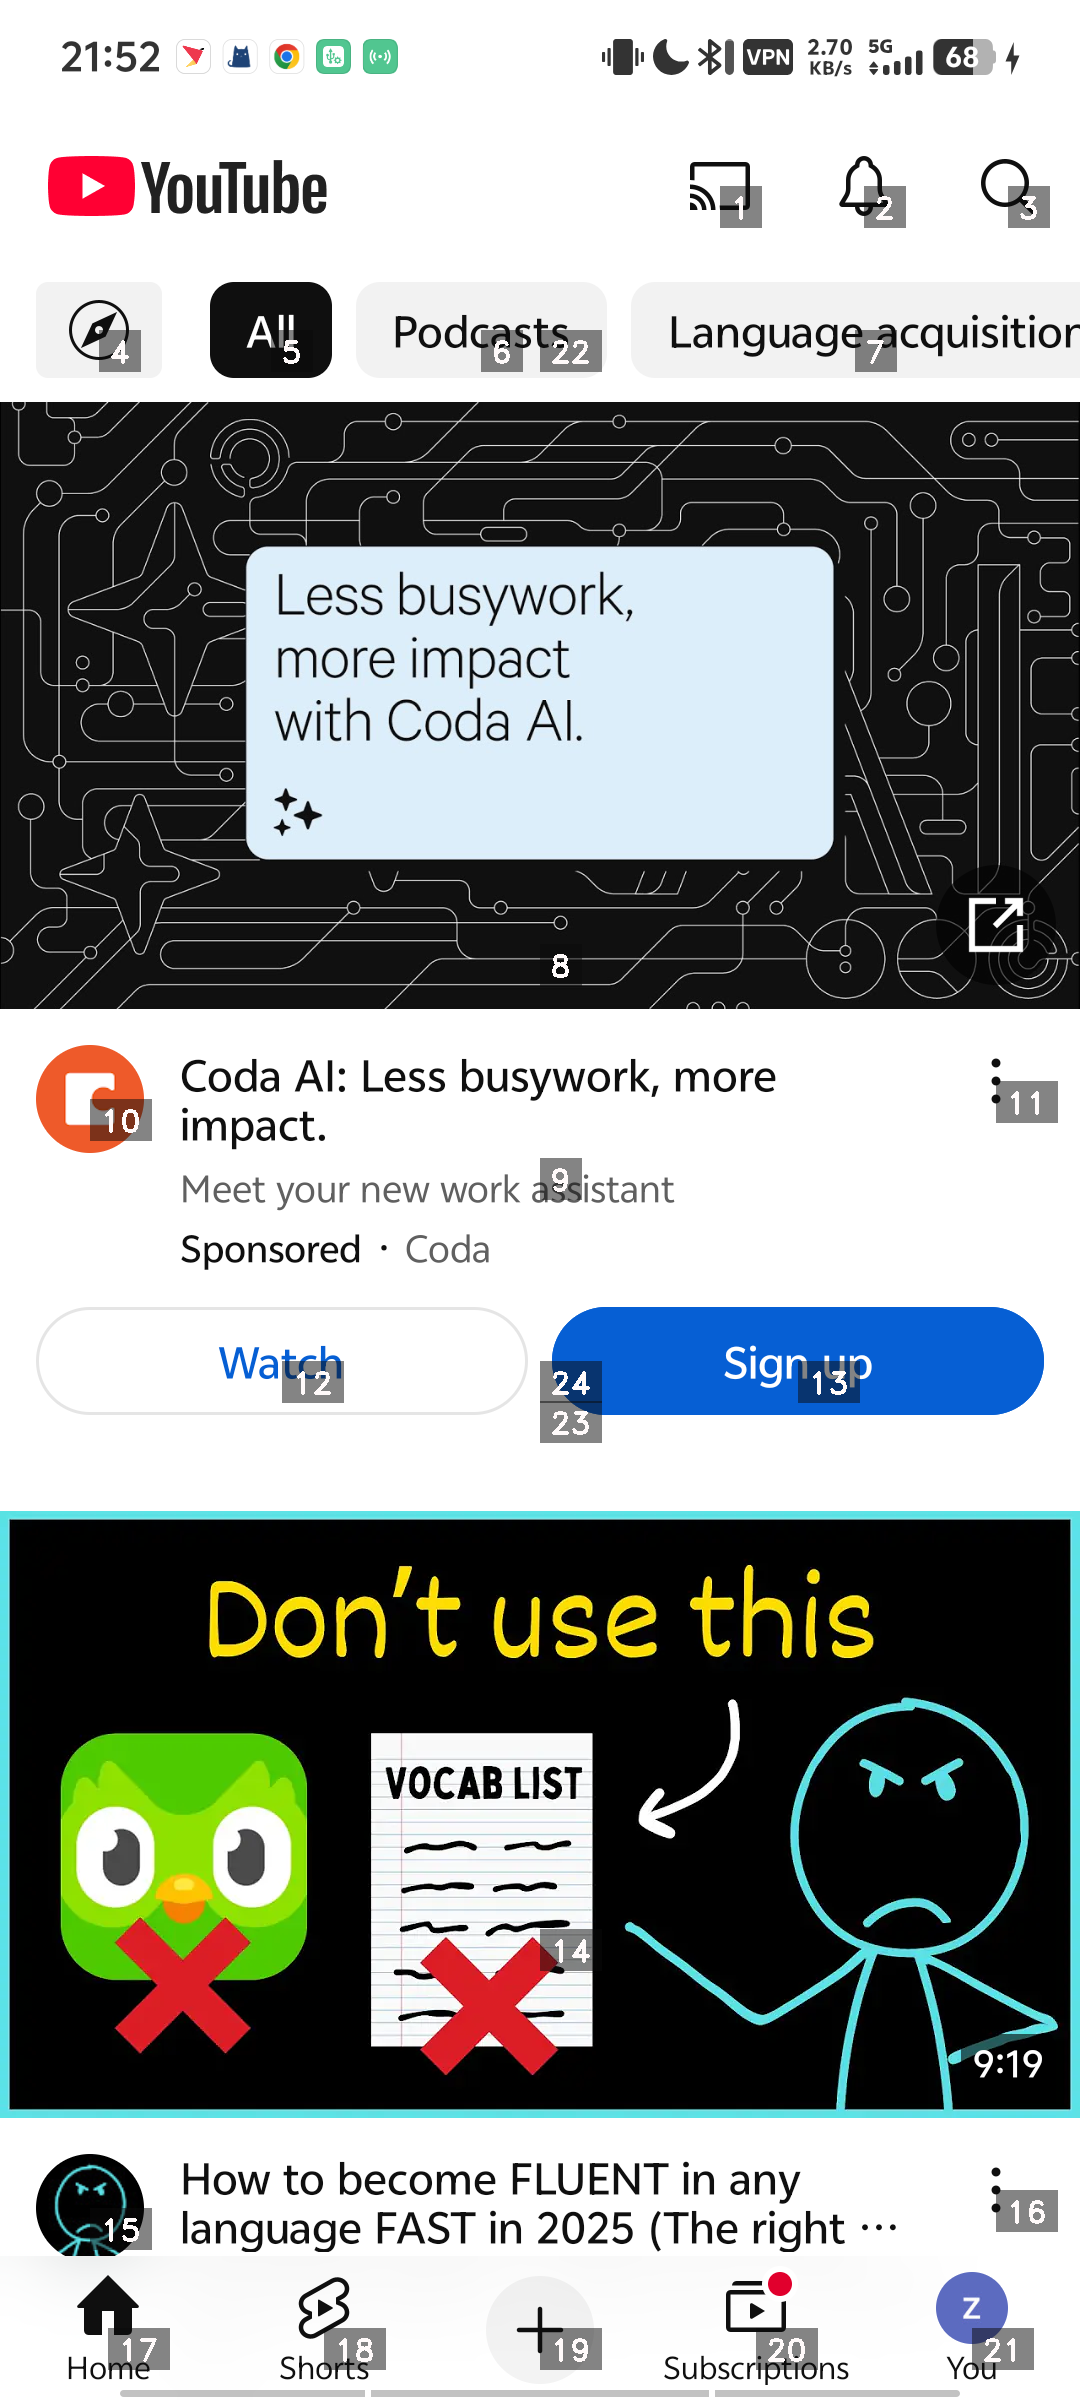 21:52
VPN
2.70
KB/s
5G
68
YouTube
1
2
3
All
Podcasts
Language acquisition
4
5
6
22
7
Less busywork,
more impact
with Coda AI.
8
Coda AI: Less busywork, more
impact.
10
11
Meet your new work assistant
9
Sponsored · Coda
Watch
Sign up
12
24
13
23
Don't use this
VOCAB LIST
14
9:19
How to become FLUENT in any
language FAST in 2025 (The right ...
15
16
Z
17
18
19
20
21
Home
Shorts
Subscriptions
You